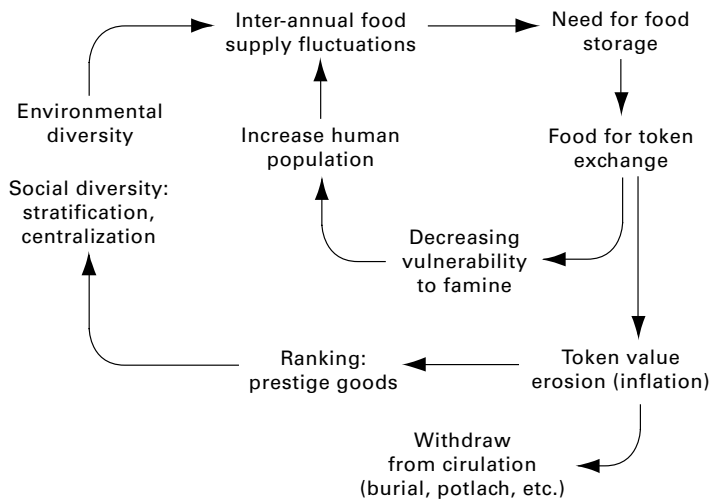 Inter-annual food
supply fluctuations
Need for food
storage
Environmental
diversity
Increase human
population
Food for token
exchange
Social diversity:
stratification,
centralization
Decreasing
vulnerability
to famine
Ranking:
prestige goods
Token value
erosion (inflation)
Withdraw
from cirulation
(burial, potlach, etc.)